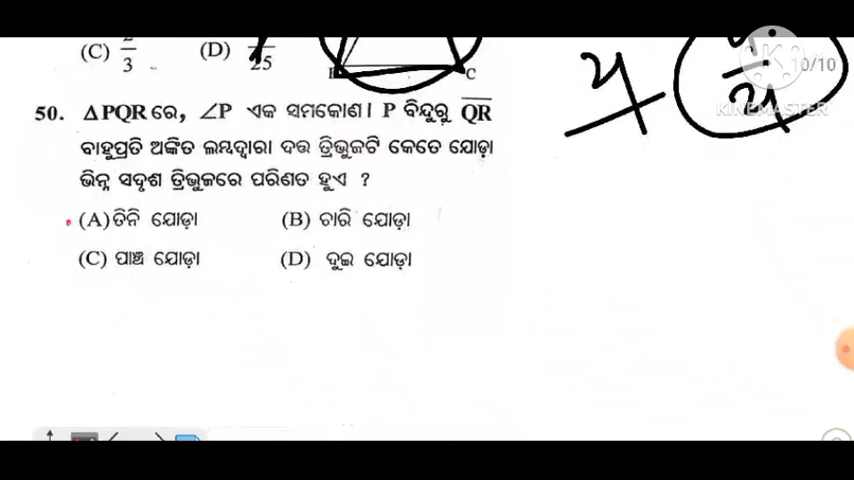 (C) 2/3 (D) 25
B C
10/10
KINEMASTER
50. △PQR ରେ, ∠P ଏକ ସମକୋଣ। P ବିନ୍ଦୁରୁ QR
ବାହୁପ୍ରତି ଅଙ୍କିତ ଲମ୍ବଦ୍ୱାରା ଦତ୍ତ ତ୍ରିଭୁଜଟି କେତେ ଯୋଡ଼ା
ଭିନ୍ନ ସଦୃଶ ତ୍ରିଭୁଜରେ ପରିଣତ ହୁଏ ?
(A) ତିନି ଯୋଡ଼ା (B) ଚାରି ଯୋଡ଼ା
(C) ପାଞ୍ଚ ଯୋଡ଼ା (D) ଦୁଇ ଯୋଡ଼ା